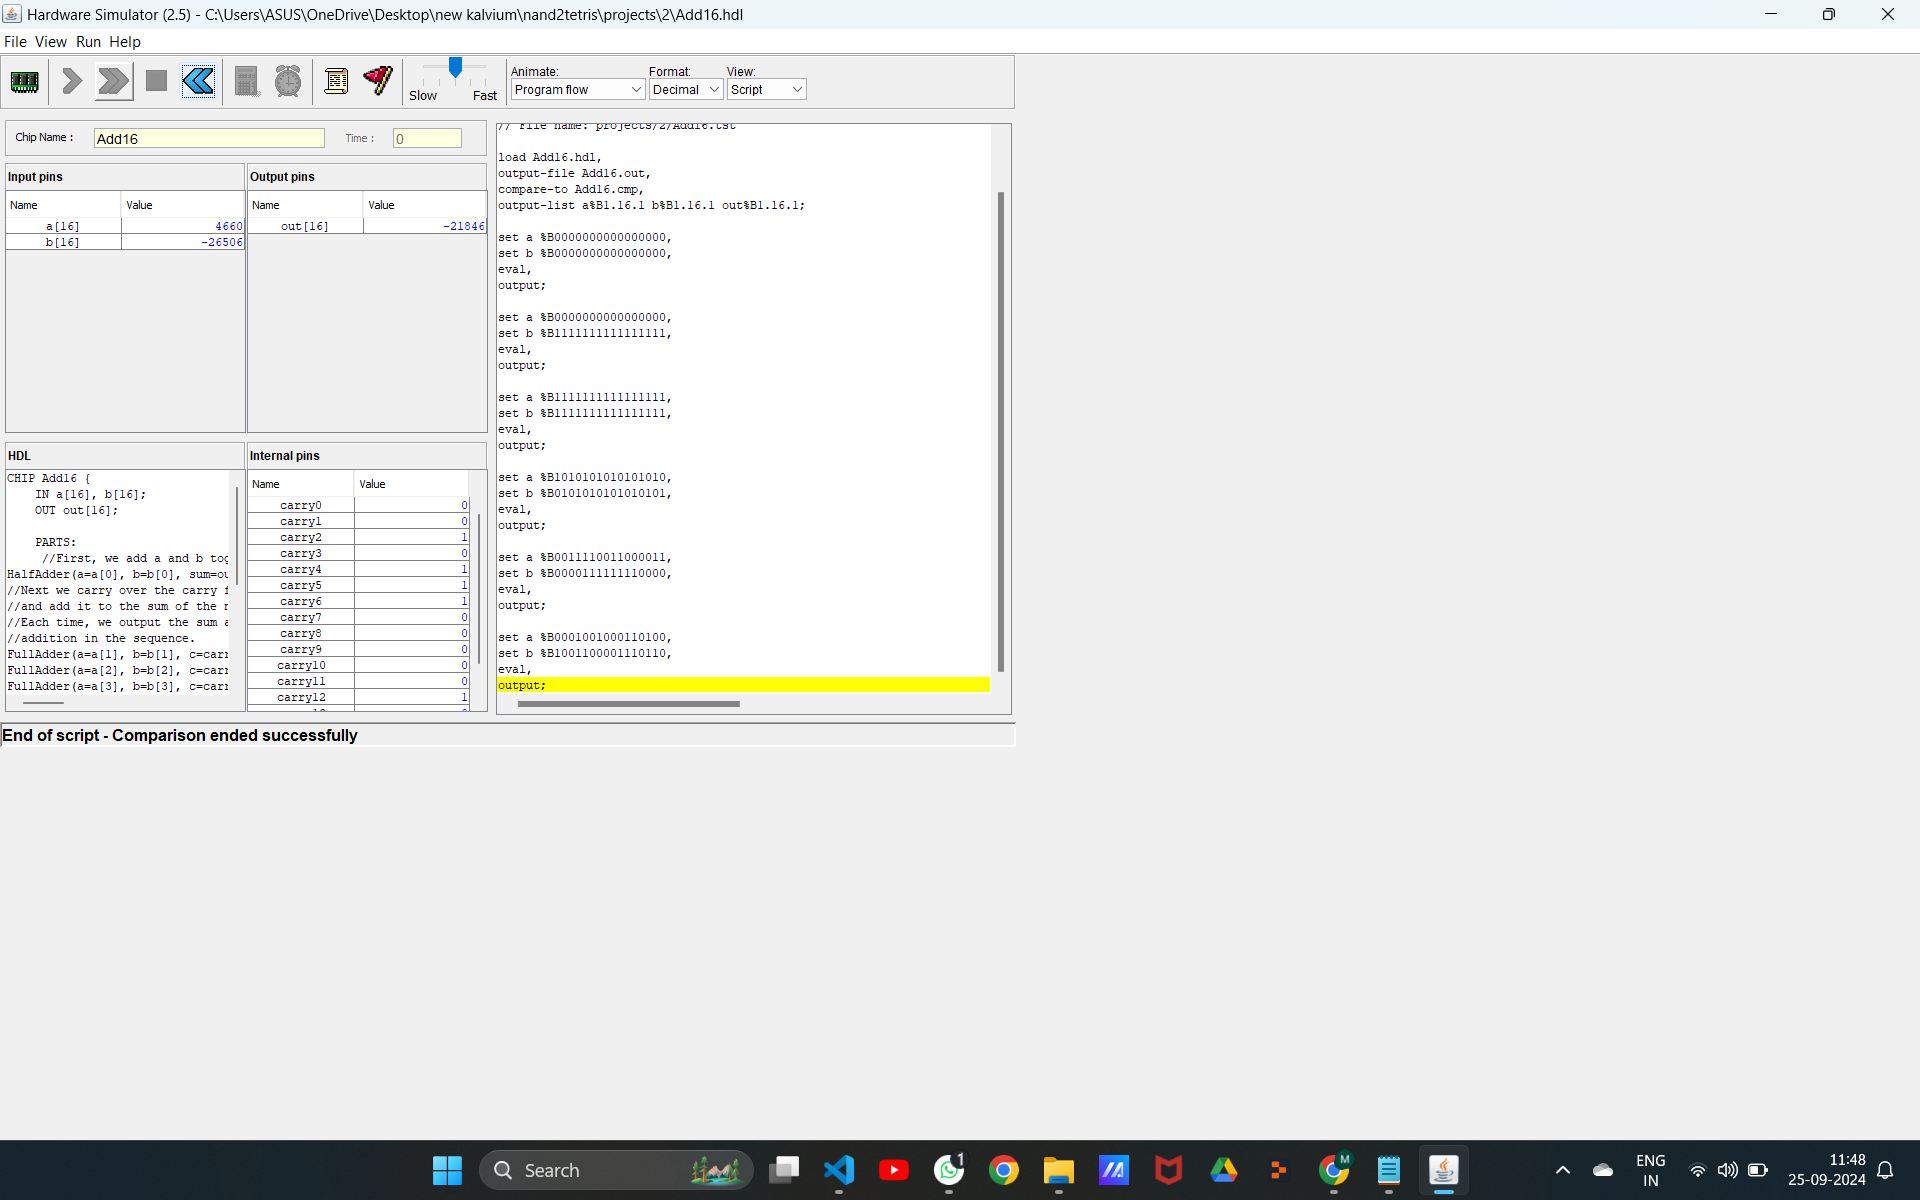 Hardware Simulator (2.5) - C:\Users\ASUS\OneDrive\Desktop\new kalvium\nand2tetris\projects\2\Add16.hdl
File View Run Help
Slow Fast
Animate:
Program flow
Format:
Decimal
View:
Script
Chip Name :
Add16
Time :
0
Input pins
Name Value
a[16] 4660
b[16] -26506
Output pins
Name Value
out[16] -21846
HDL
CHIP Add16 {
IN a[16], b[16];
OUT out[16];
PARTS:
//First, we add a and b tog
HalfAdder(a=a[0], b=b[0], sum=ou
//Next we carry over the carry f
//and add it to the sum of the n
//Each time, we output the sum a
//addition in the sequence.
FullAdder(a=a[1], b=b[1], c=carr
FullAdder(a=a[2], b=b[2], c=carr
FullAdder(a=a[3], b=b[3], c=carr
Internal pins
Name Value
carry0 0
carry1 0
carry2 1
carry3 0
carry4 1
carry5 1
carry6 1
carry7 0
carry8 0
carry9 0
carry10 0
carry11 0
carry12 1
// File name: projects/2/Add16.tst
load Add16.hdl,
output-file Add16.out,
compare-to Add16.cmp,
output-list a%B1.16.1 b%B1.16.1 out%B1.16.1;
set a %B0000000000000000,
set b %B0000000000000000,
eval,
output;
set a %B0000000000000000,
set b %B1111111111111111,
eval,
output;
set a %B1111111111111111,
set b %B1111111111111111,
eval,
output;
set a %B1010101010101010,
set b %B0101010101010101,
eval,
output;
set a %B0011110011000011,
set b %B0000111111110000,
eval,
output;
set a %B0001001000110100,
set b %B1001100001110110,
eval,
output;
End of script - Comparison ended successfully
Search
1
M
ENG
IN
11:48
25-09-2024